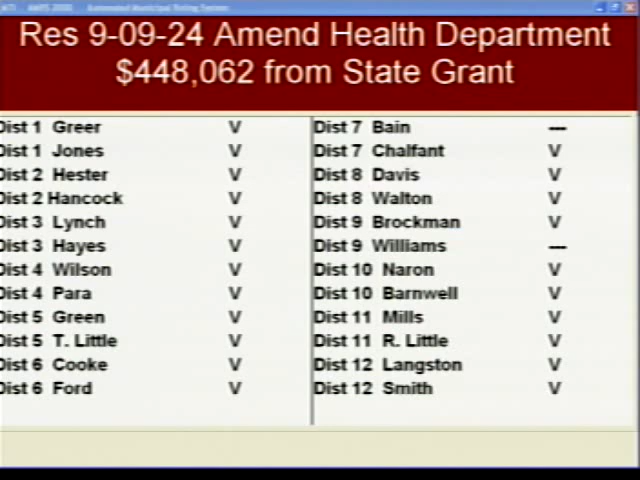 Automated Municipal Voting System
Res 9-09-24 Amend Health Department
$448,062 from State Grant
Dist 1 Greer V
Dist 1 Jones V
Dist 2 Hester V
Dist 2 Hancock V
Dist 3 Lynch V
Dist 3 Hayes V
Dist 4 Wilson V
Dist 4 Para V
Dist 5 Green V
Dist 5 T. Little V
Dist 6 Cooke V
Dist 6 Ford V
Dist 7 Bain ---
Dist 7 Chalfant V
Dist 8 Davis V
Dist 8 Walton V
Dist 9 Brockman V
Dist 9 Williams ---
Dist 10 Naron V
Dist 10 Barnwell V
Dist 11 Mills V
Dist 11 R. Little V
Dist 12 Langston V
Dist 12 Smith V